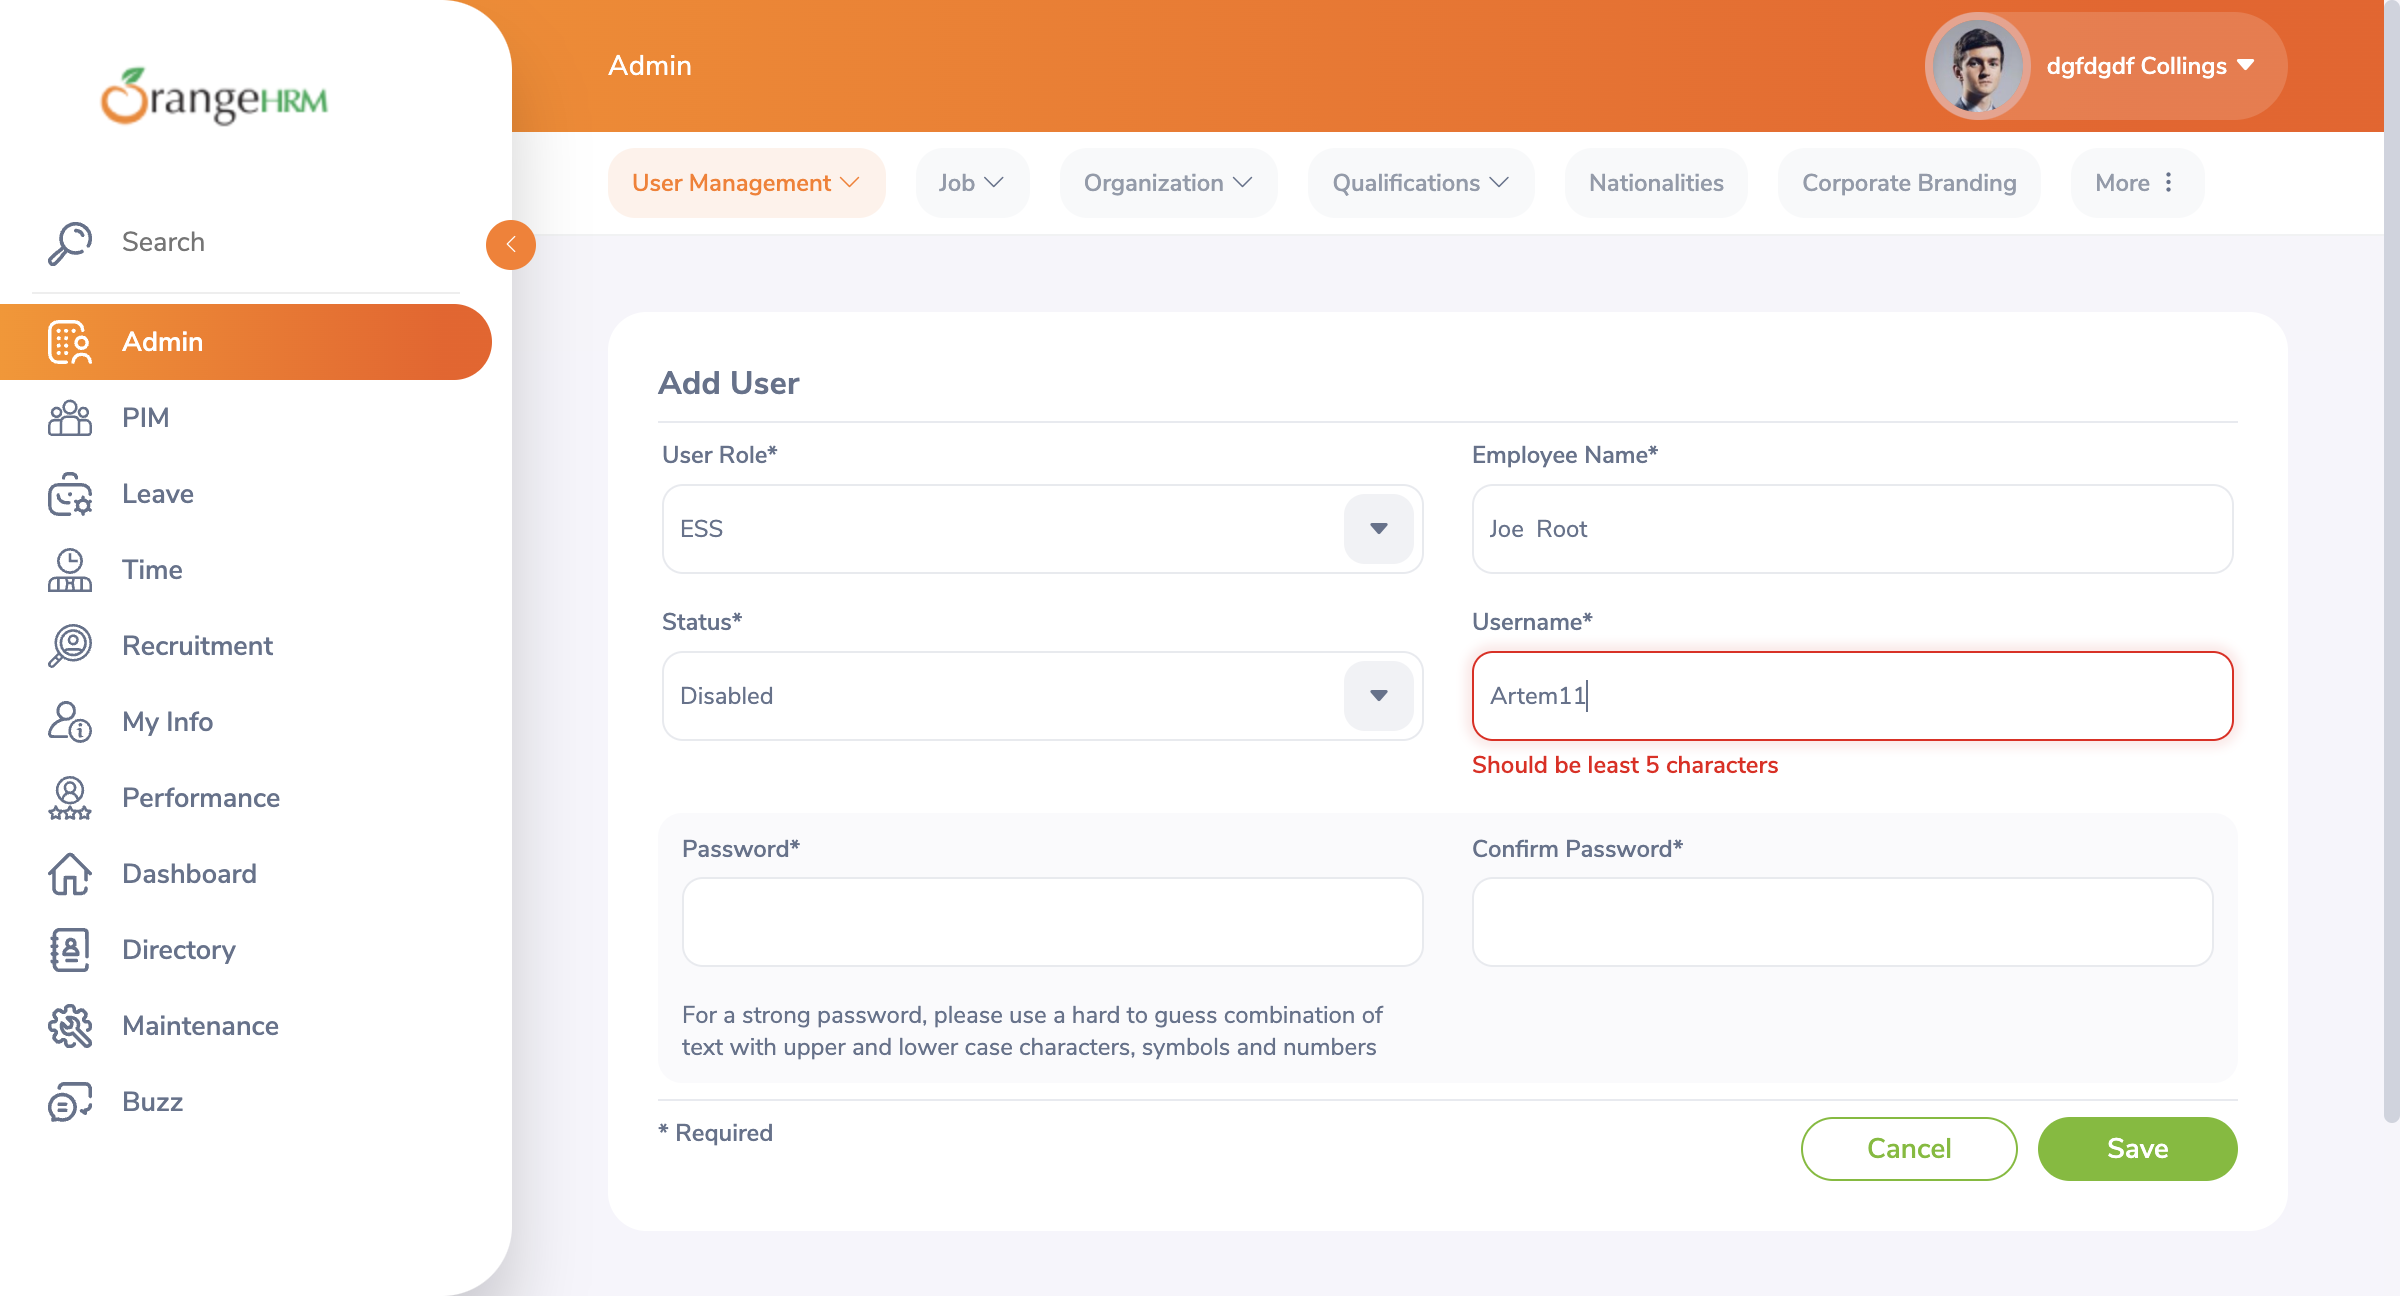 OrangeHRM
Admin
dgfdgdf Collings
User Management
Job
Organization
Qualifications
Nationalities
Corporate Branding
More
Search
Admin
PIM
Leave
Time
Recruitment
My Info
Performance
Dashboard
Directory
Maintenance
Buzz
Add User
User Role*
ESS
Employee Name*
Joe  Root
Status*
Disabled
Username*
Artem11
Should be least 5 characters
Password*
Confirm Password*
For a strong password, please use a hard to guess combination of
text with upper and lower case characters, symbols and numbers
* Required
Cancel
Save